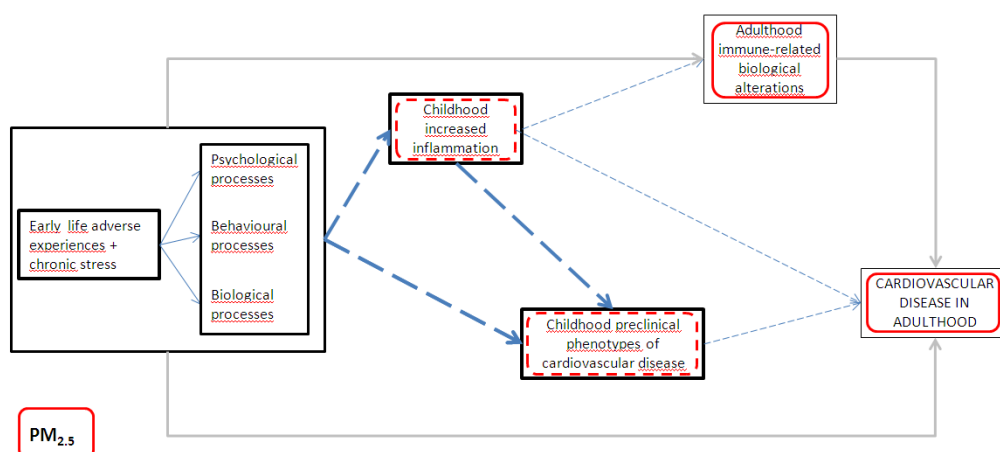 Adulthood
immune-related
biological
alterations
Childhood
increased
inflammation
Psychological
processes
Early life adverse
experiences +
chronic stress
Behavioural
processes
Biological
processes
CARDIOVASCULAR
DISEASE IN
ADULTHOOD
Childhood preclinical
phenotypes of
cardiovascular disease
PM2.5